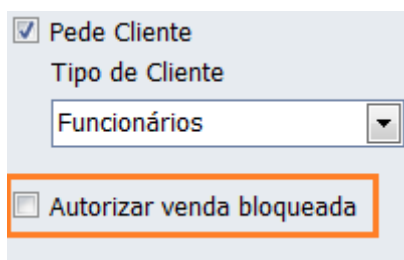 Pede Cliente
Tipo de Cliente
Funcionários
Autorizar venda bloqueada